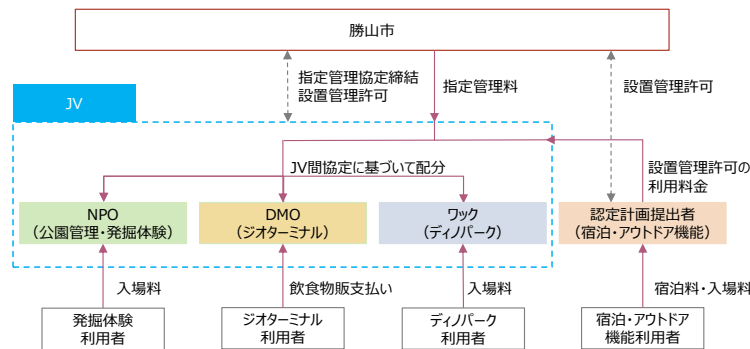 勝山市
指定管理協定締結
設置管理許可
指定管理料
設置管理許可
JV
JV間協定に基づいて配分
設置管理許可の
利用料金
NPO
（公園管理・発掘体験）
DMO
（ジオターミナル）
ワック
（ディノパーク）
認定計画提出者
（宿泊・アウトドア機能）
入場料
飲食物販支払い
入場料
宿泊料・入場料
発掘体験
利用者
ジオターミナル
利用者
ディノパーク
利用者
宿泊・アウトドア
機能利用者